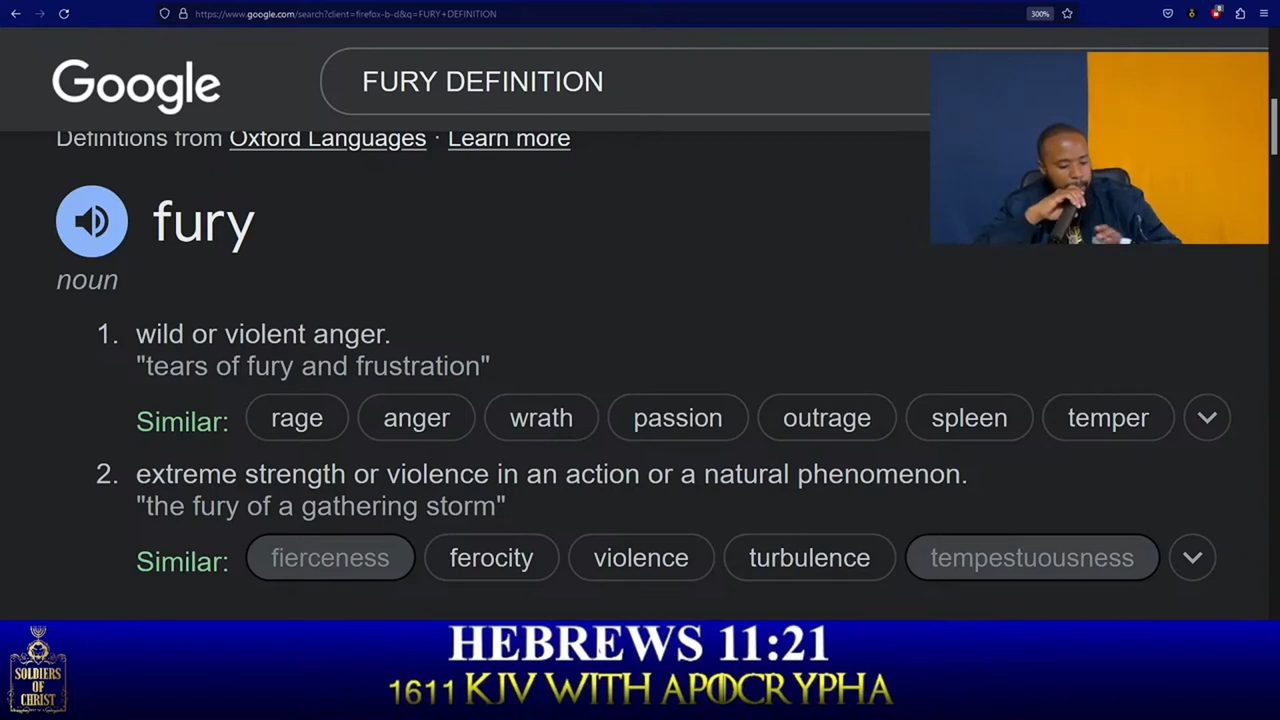 https://www.google.com/search?client=firefox-b-d&q=FURY+DEFINITION
300%
Google
FURY DEFINITION
Definitions from Oxford Languages · Learn more
fury
noun
1. wild or violent anger.
"tears of fury and frustration"
Similar: rage anger wrath passion outrage spleen temper
2. extreme strength or violence in an action or a natural phenomenon.
"the fury of a gathering storm"
Similar: fierceness ferocity violence turbulence tempestuousness
HEBREWS 11:21
1611 KJV WITH APOCRYPHA
SOLDIERS
OF
CHRIST